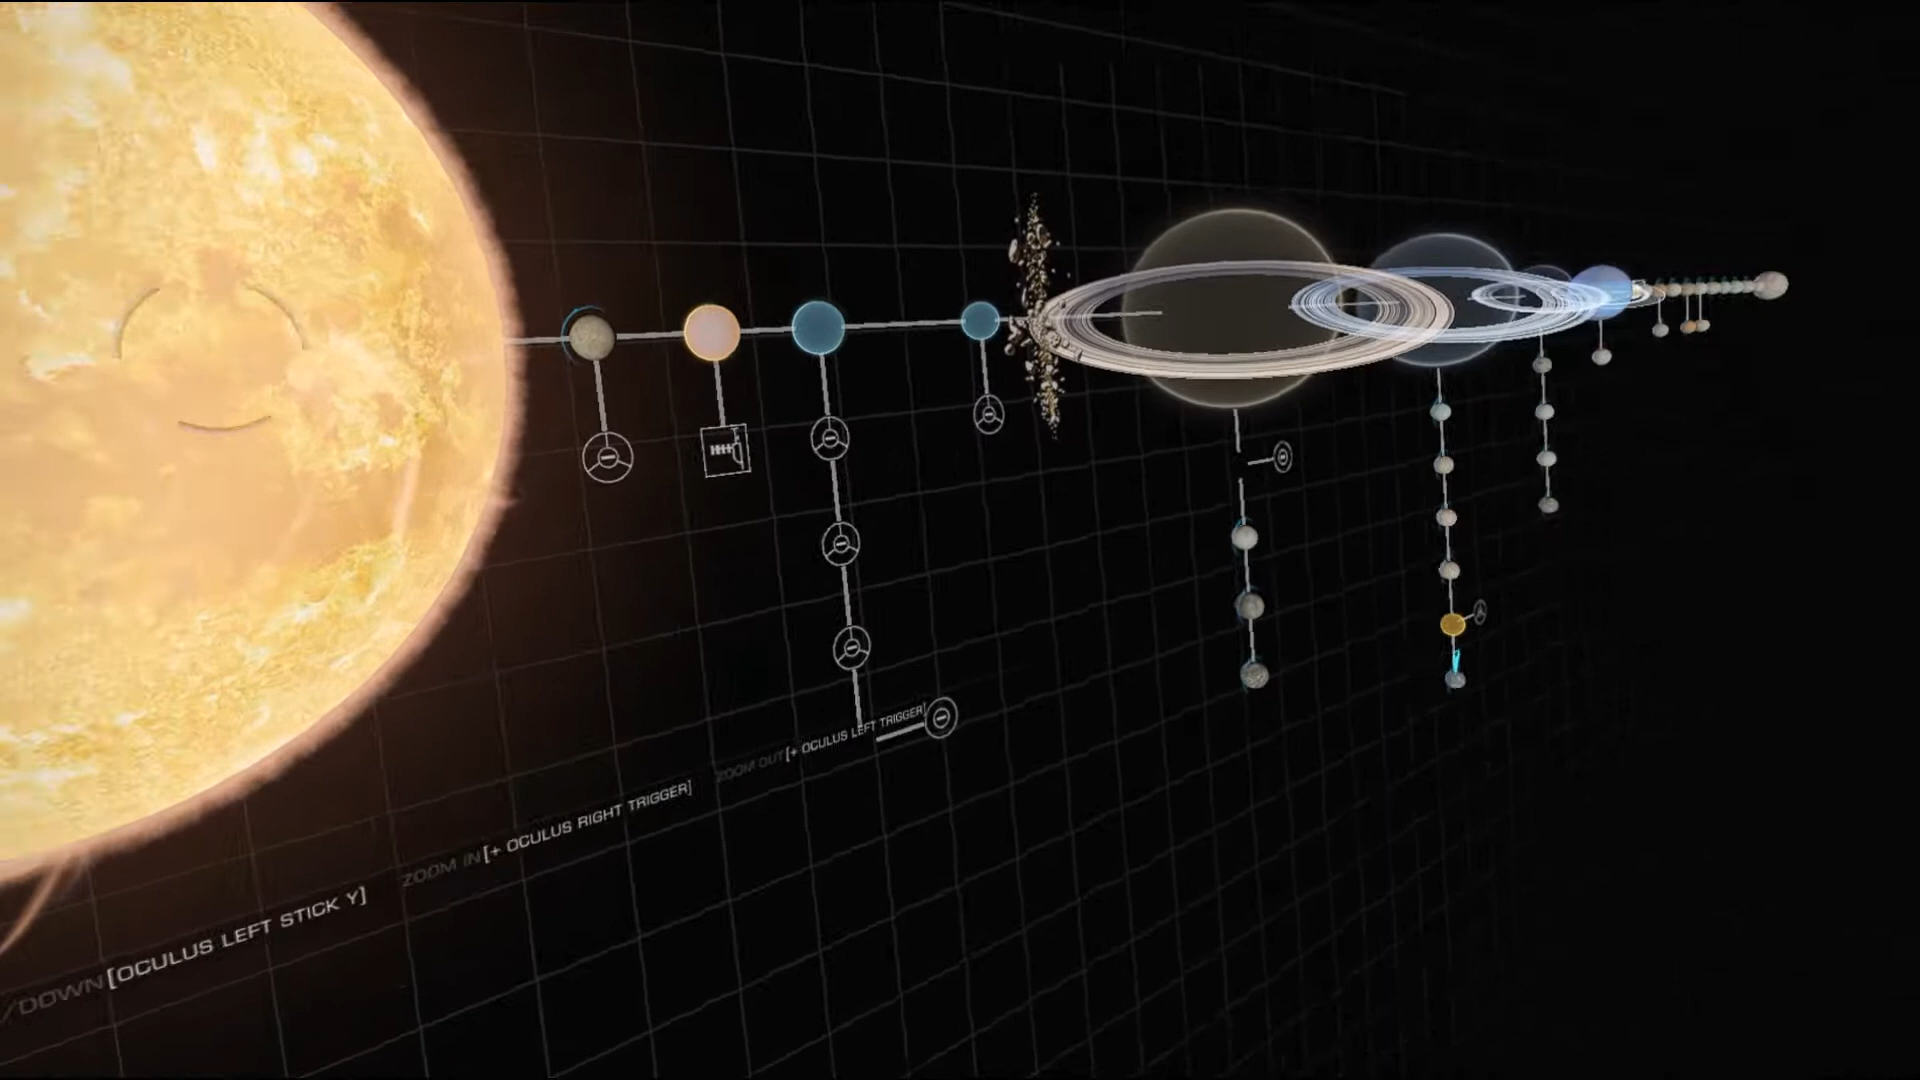 /DOWN [OCULUS LEFT STICK Y]
ZOOM IN [+ OCULUS RIGHT TRIGGER]
ZOOM OUT [+ OCULUS LEFT TRIGGER]